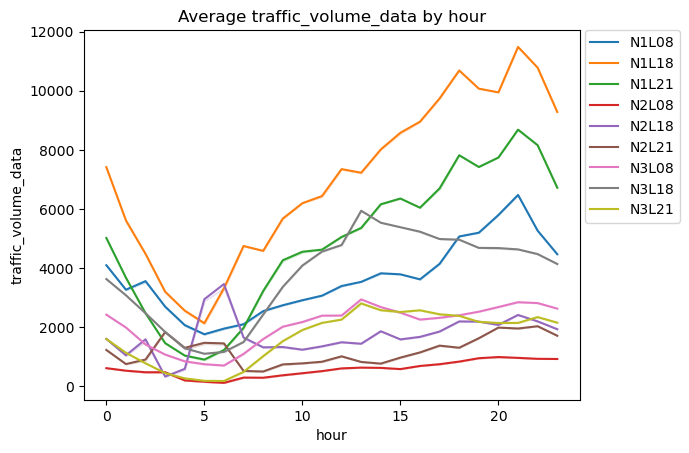 Average traffic_volume_data by hour
12000
10000
8000
6000
4000
2000
0
traffic_volume_data
0
5
10
15
20
hour
N1L08
N1L18
N1L21
N2L08
N2L18
N2L21
N3L08
N3L18
N3L21